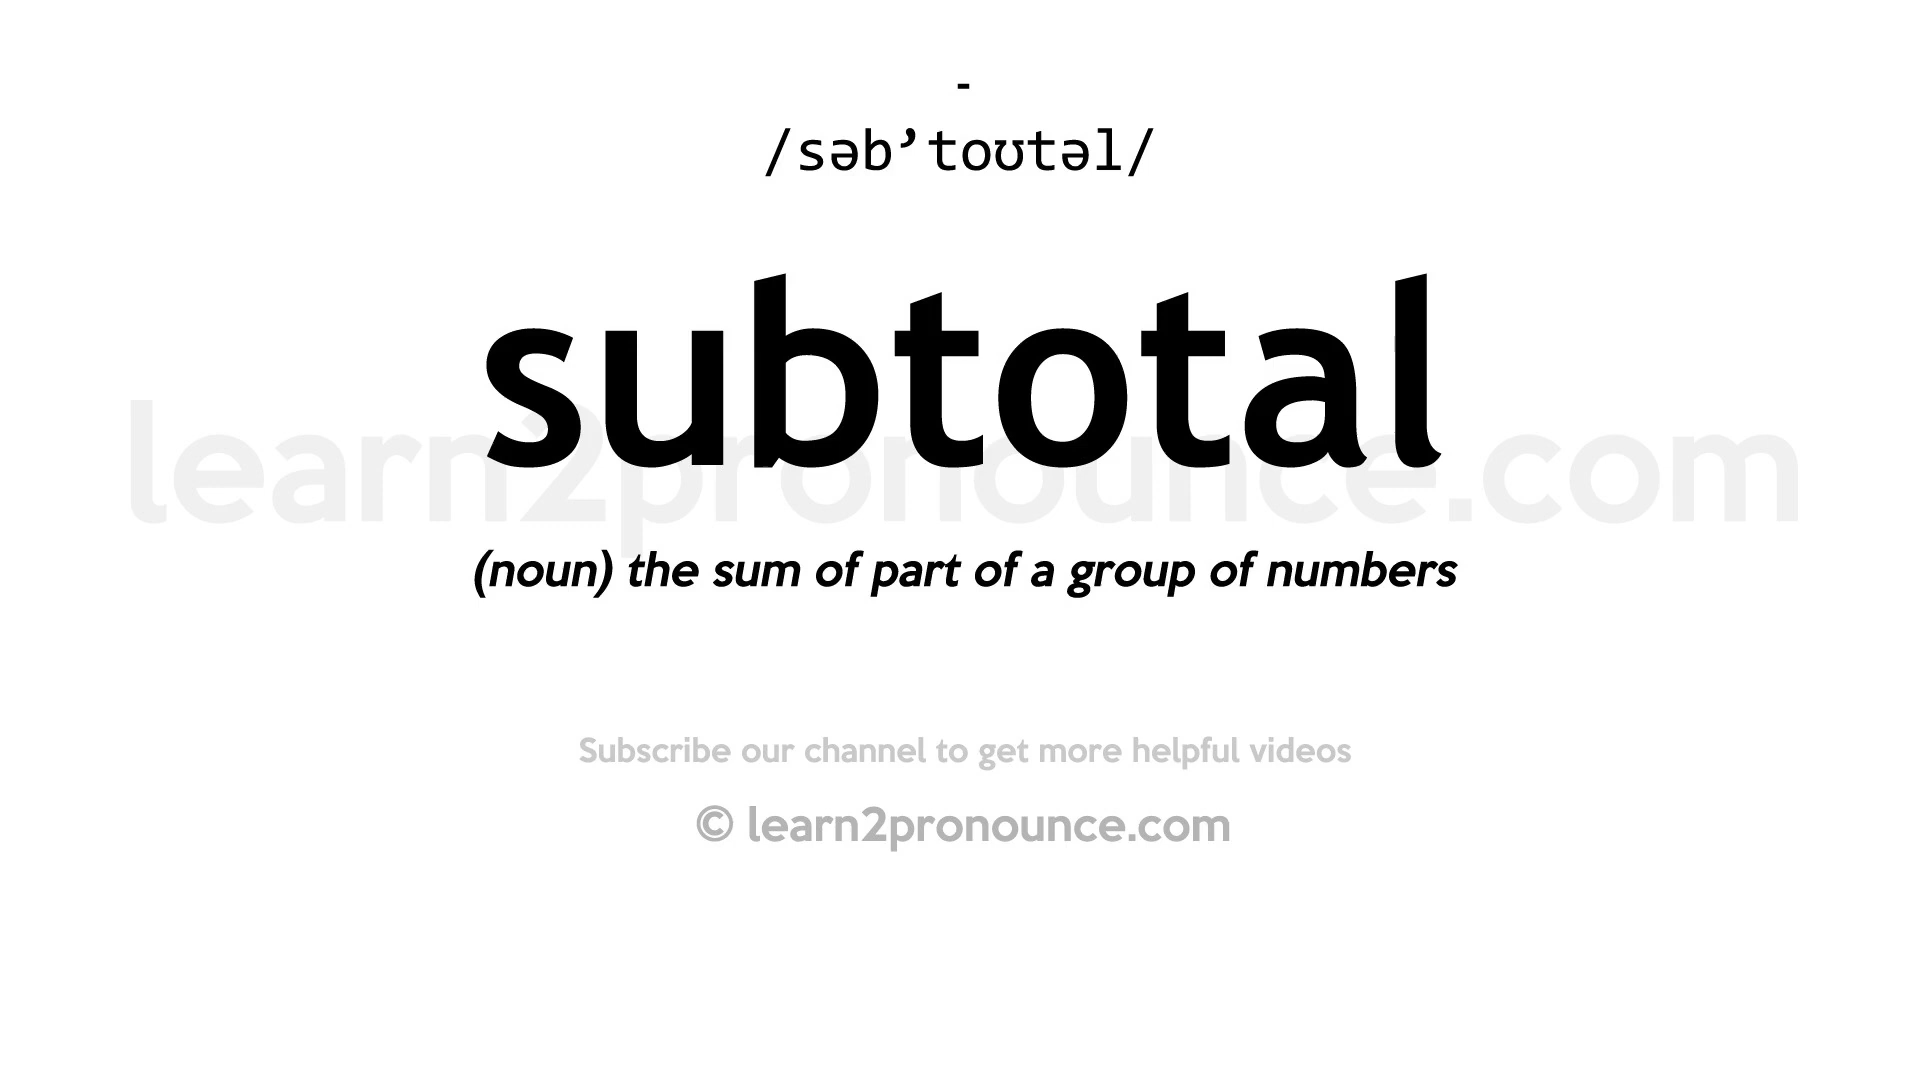 -
/səb’toʊtəl/
subtotal
learn2pronounce.com
(noun) the sum of part of a group of numbers
Subscribe our channel to get more helpful videos
© learn2pronounce.com